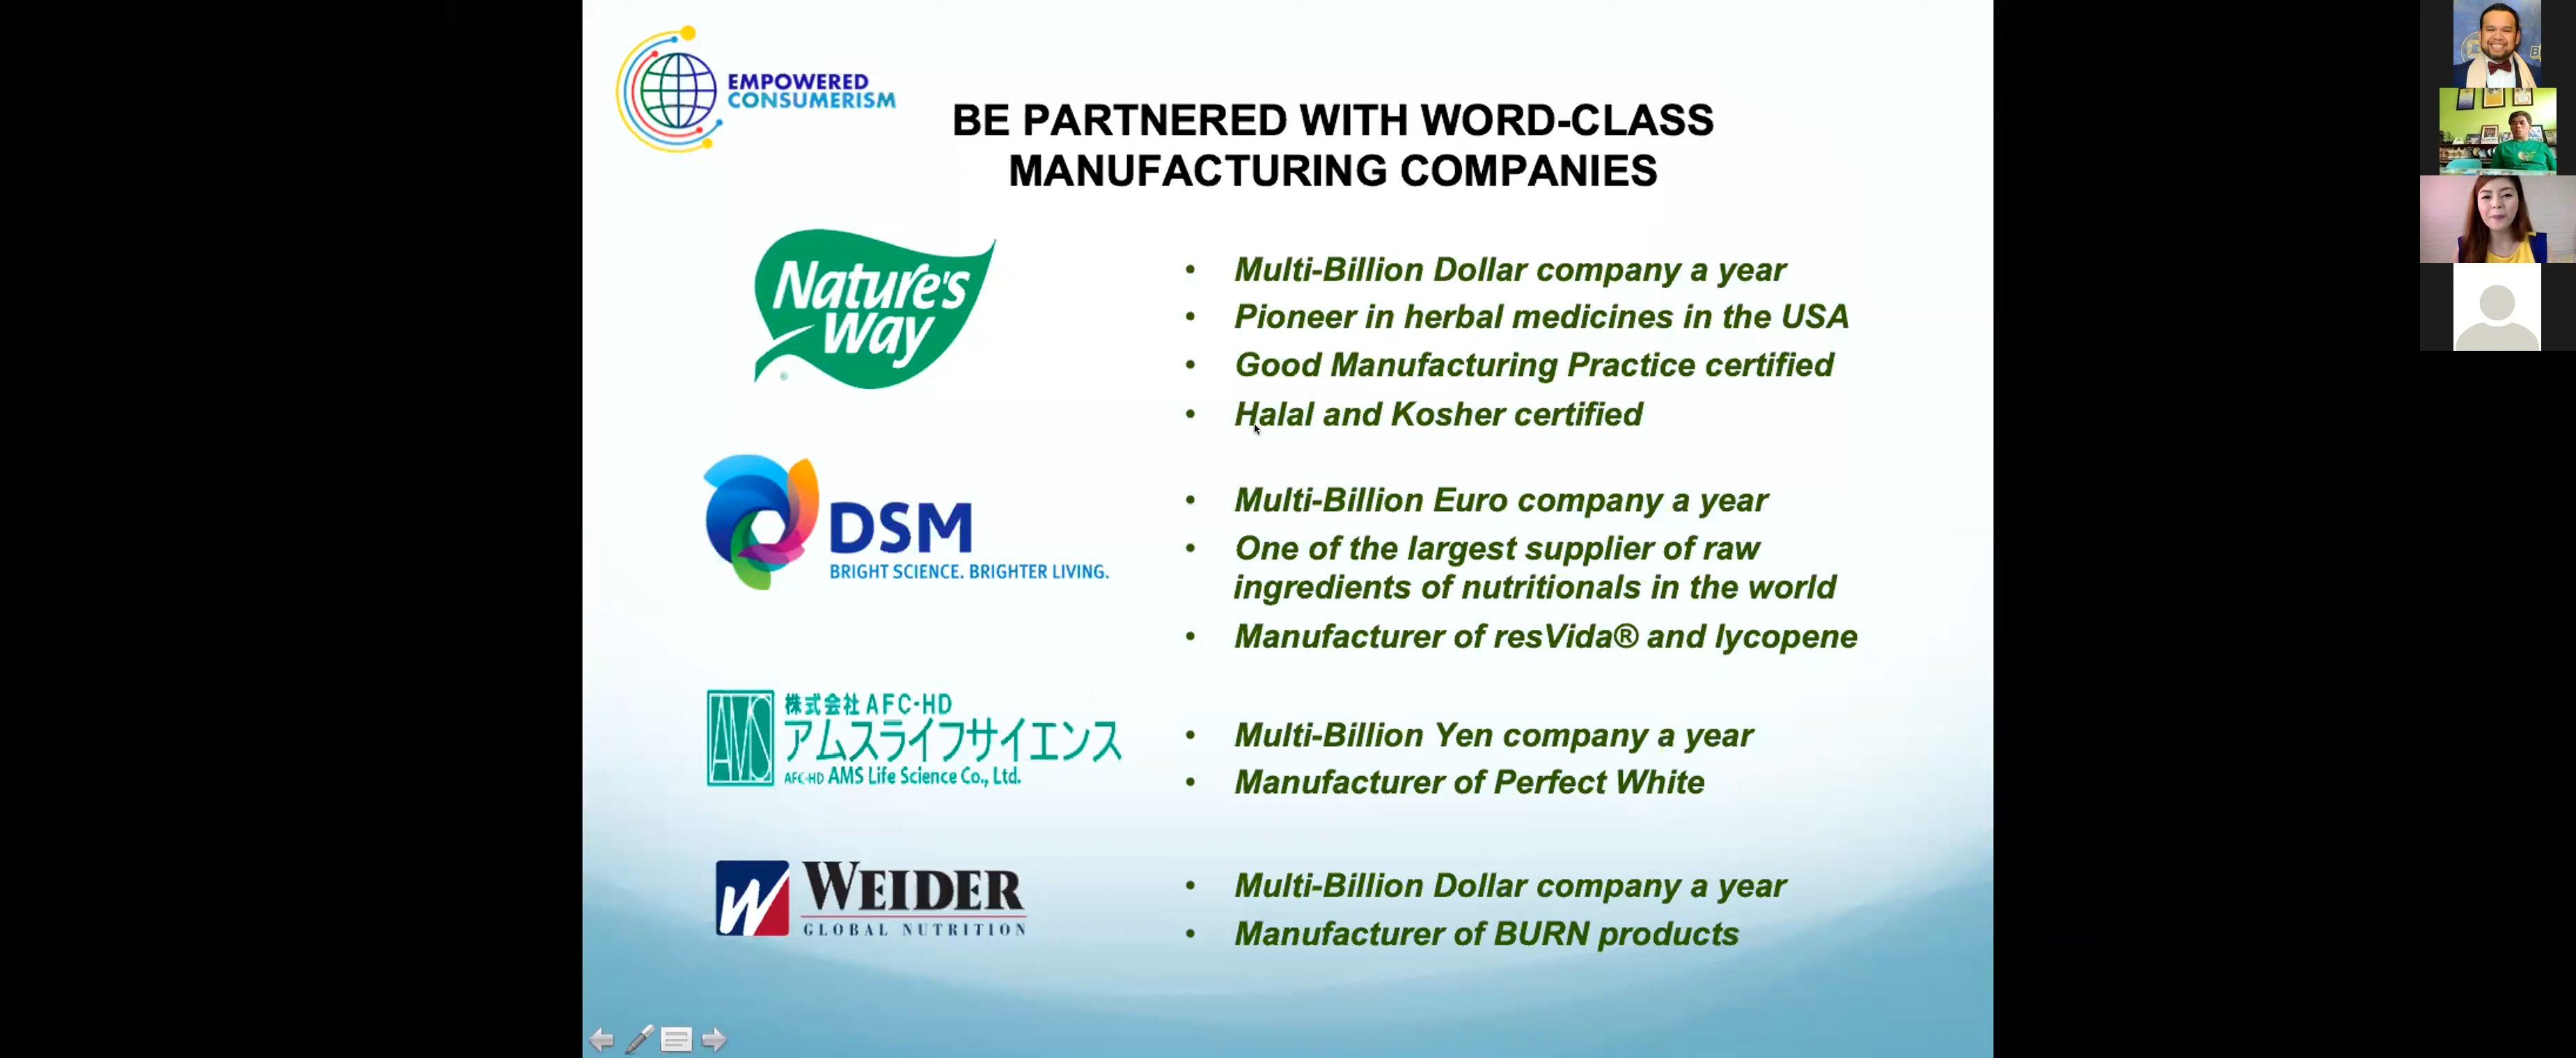 EMPOWERED
CONSUMERISM
BE PARTNERED WITH WORD-CLASS
MANUFACTURING COMPANIES
Nature's
Way
®
• Multi-Billion Dollar company a year
• Pioneer in herbal medicines in the USA
• Good Manufacturing Practice certified
• Halal and Kosher certified
DSM
BRIGHT SCIENCE. BRIGHTER LIVING.
• Multi-Billion Euro company a year
• One of the largest supplier of raw
ingredients of nutritionals in the world
• Manufacturer of resVida® and lycopene
AMS
株式会社 AFC-HD
アムスライフサイエンス
AFC-HD AMS Life Science Co., Ltd.
• Multi-Billion Yen company a year
• Manufacturer of Perfect White
W WEIDER
GLOBAL NUTRITION
• Multi-Billion Dollar company a year
• Manufacturer of BURN products